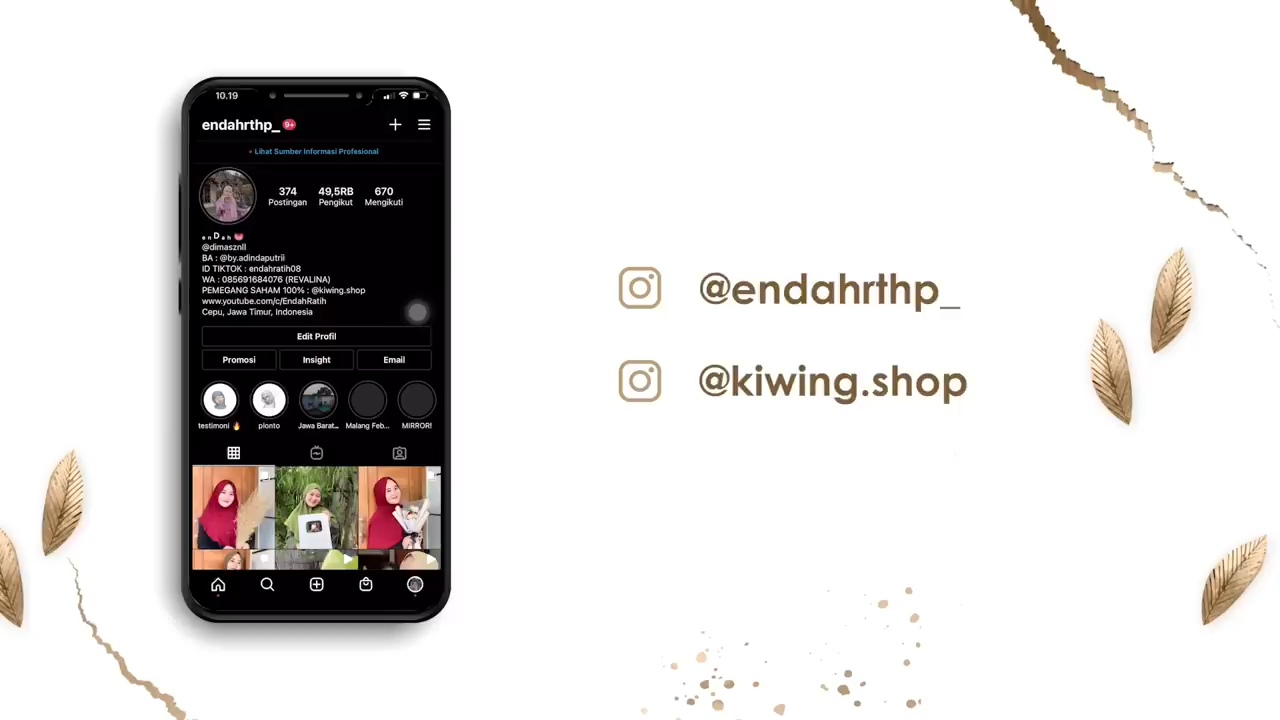 10.19
endahrthp_ 9+
• Lihat Sumber Informasi Profesional
374 49,5RB 670
Postingan Pengikut Mengikuti
ₑ ₙ D ₐ ₕ
@dimasznll
BA : @by.adindaputrii
ID TIKTOK : endahratih08
WA : 085691684076 (REVALINA)
PEMEGANG SAHAM 100% : @kiwing.shop
www.youtube.com/c/EndahRatih
Cepu, Jawa Timur, Indonesia
Edit Profil
Promosi Insight Email
testimoni 🔥 pionto Jawa Barat... Malang Feb... MIRROR!
@endahrthp_
@kiwing.shop